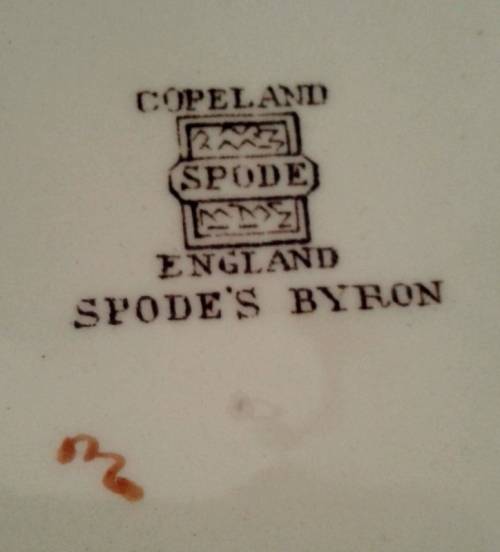 COPELAND
SPODE
ENGLAND
SPODE'S BYRON